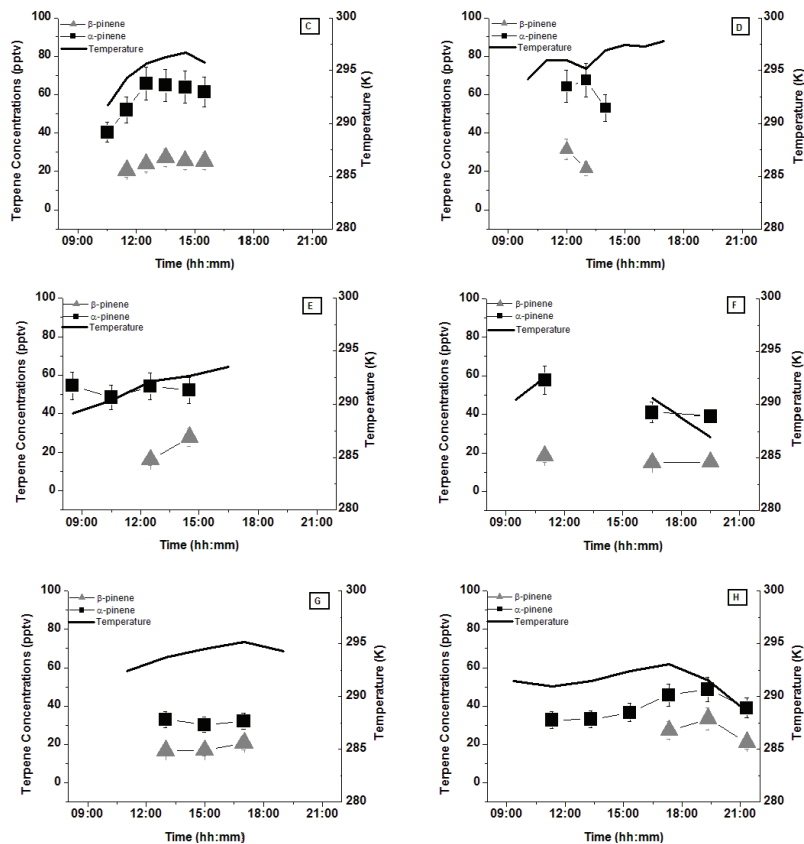 C
β-pinene
α-pinene
Temperature
100
80
60
40
20
0
Terpene Concentrations (pptv)
300
295
290
285
280
Temperature (K)
09:00 12:00 15:00 18:00 21:00
Time (hh:mm)
D
β-pinene
α-pinene
Temperature
100
80
60
40
20
0
Terpene Concentrations (pptv)
300
295
290
285
280
Temperature (K)
09:00 12:00 15:00 18:00 21:00
Time (hh:mm)
E
β-pinene
α-pinene
Temperature
100
80
60
40
20
0
Terpene Concentrations (pptv)
300
295
290
285
280
Temperature (K)
09:00 12:00 15:00 18:00 21:00
Time (hh:mm)
F
β-pinene
α-pinene
Temperature
100
80
60
40
20
0
Terpene Concentrations (pptv)
300
295
290
285
280
Temperature (K)
09:00 12:00 15:00 18:00 21:00
Time (hh:mm)
G
β-pinene
α-pinene
Temperature
100
80
60
40
20
0
Terpene Concentrations (pptv)
300
295
290
285
280
Temperature (K)
09:00 12:00 15:00 18:00 21:00
Time (hh:mm)
H
β-pinene
α-pinene
Temperature
100
80
60
40
20
0
Terpene Concentrations (pptv)
300
295
290
285
280
Temperature (K)
09:00 12:00 15:00 18:00 21:00
Time (hh:mm)